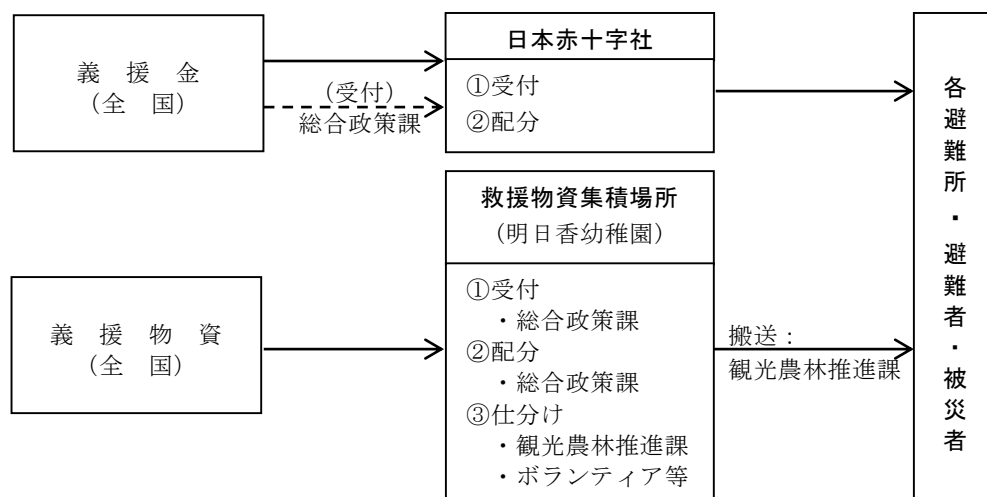 義　援　金
(全　国)
(受付)
総合政策課
日本赤十字社
①受付
②配分
義　援　物　資
(全　国)
救援物資集積場所
(明日香幼稚園)
①受付
・総合政策課
②配分
・総合政策課
③仕分け
・観光農林推進課
・ボランティア等
搬送：
観光農林推進課
各避難所・避難者・被災者